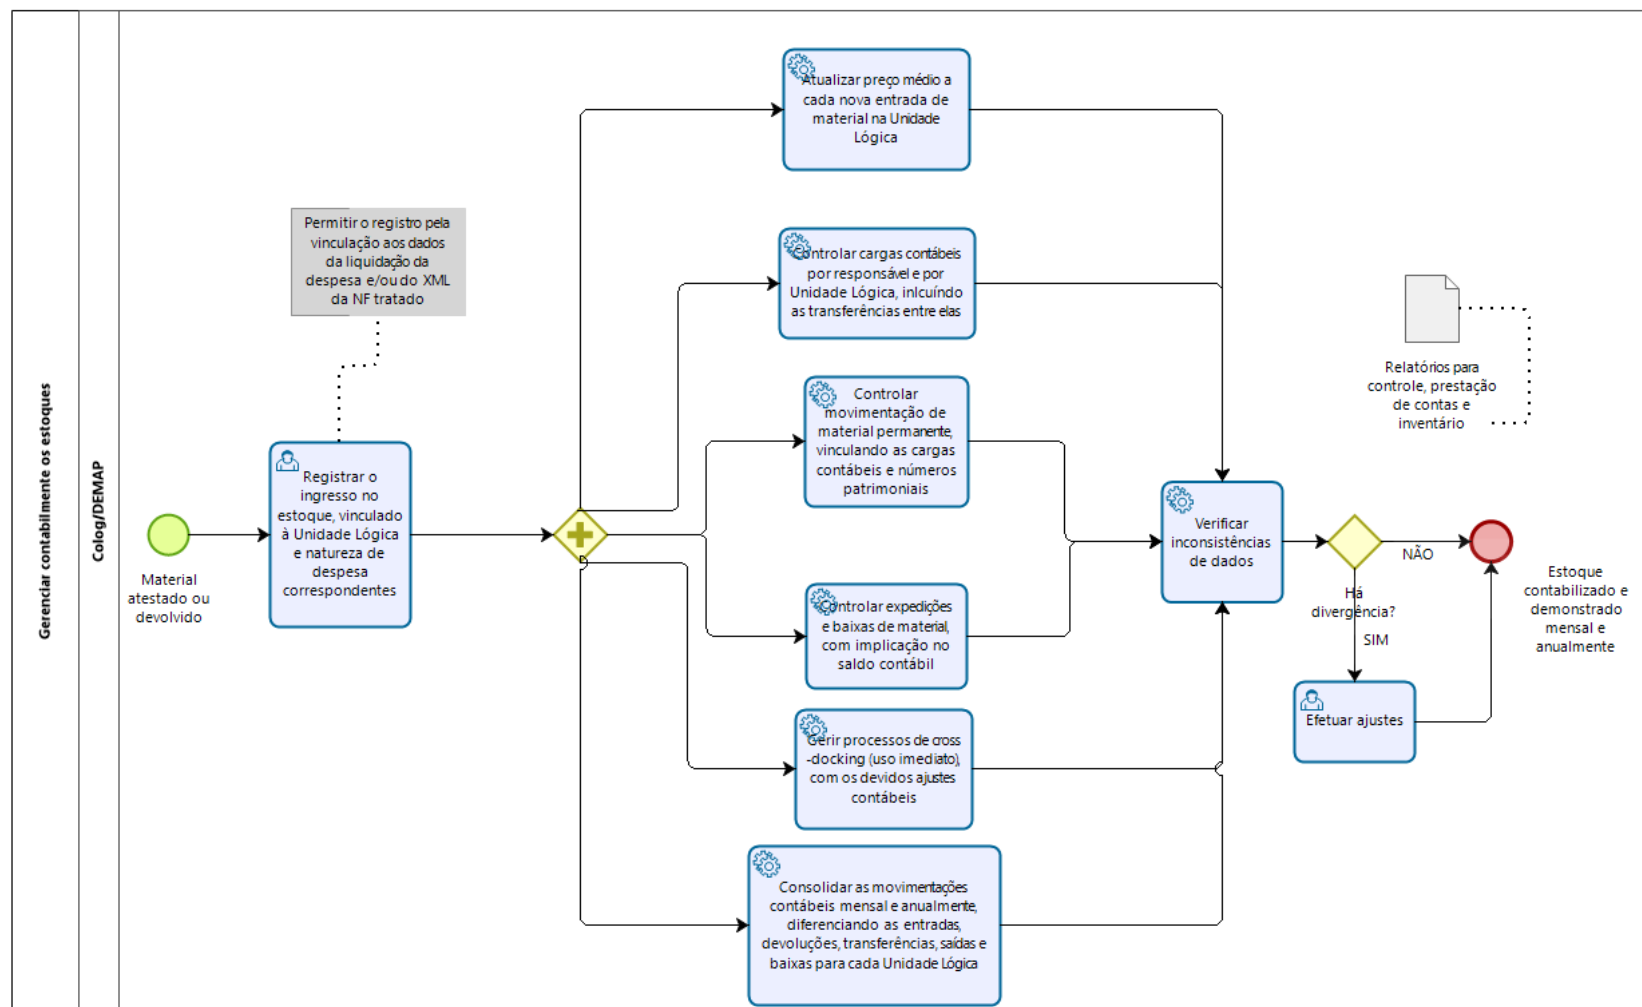 Gerenciar contabilmente os estoques
Colog/DEMAP
Material
atestado ou
devolvido
Permitir o registro pela
vinculação aos dados
da liquidação da
despesa e/ou do XML
da NF tratado
Registrar o
ingresso no
estoque, vinculado
à Unidade Lógica
e natureza de
despesa
correspondentes
Atualizar preço médio a
cada nova entrada de
material na Unidade
Lógica
Controlar cargas contábeis
por responsável e por
Unidade Lógica, inlcuíndo
as transferências entre elas
Controlar
movimentação de
material permanente,
vinculando as cargas
contábeis e números
patrimoniais
Controlar expedições
e baixas de material,
com implicação no
saldo contábil
Gerir processos de cross
-docking (uso imediato),
com os devidos ajustes
contábeis
Consolidar as movimentações
contábeis mensal e anualmente,
diferenciando as entradas,
devoluções, transferências, saídas e
baixas para cada Unidade Lógica
Verificar
inconsistências
de dados
Relatórios para
controle, prestação
de contas e
inventário
Há
divergência?
NÃO
SIM
Efetuar ajustes
Estoque
contabilizado e
demonstrado
mensal e
anualmente